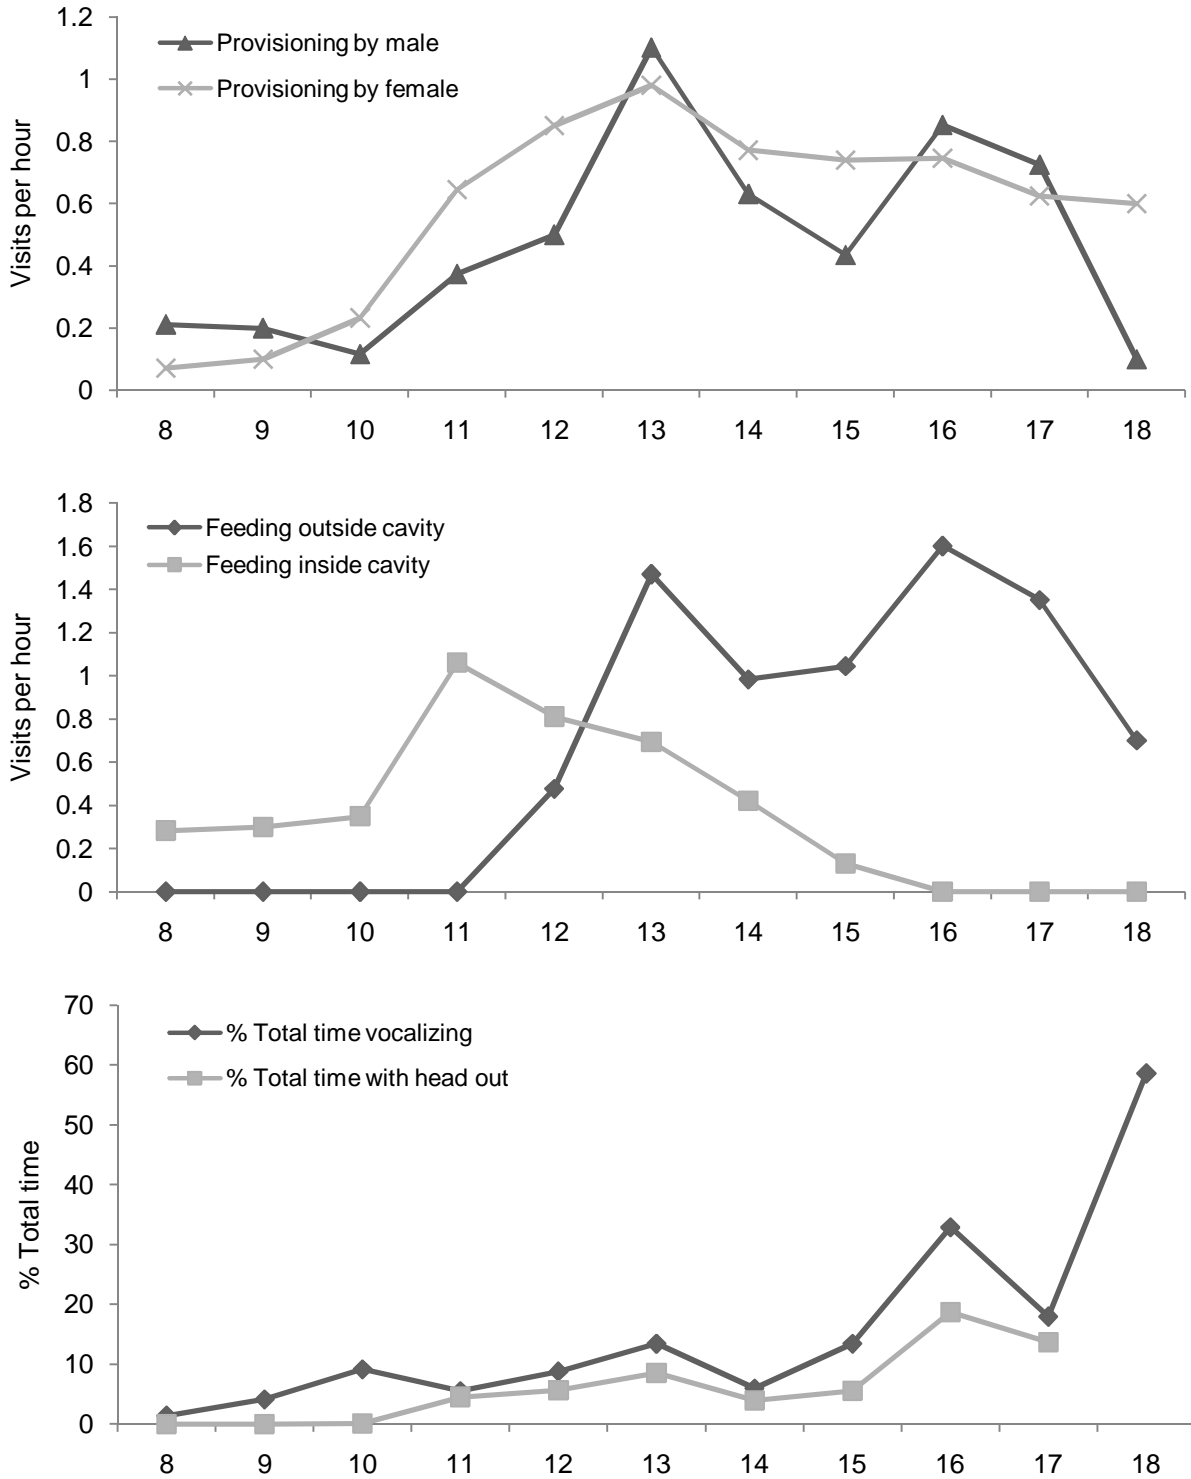 1.2
Provisioning by male
1
Provisioning by female
0.8
0.6
0.4
0.2
0
Visits per hour
8 9 10 11 12 13 14 15 16 17 18
1.8
Feeding outside cavity
1.6
Feeding inside cavity
1.4
1.2
1
0.8
0.6
0.4
0.2
0
Visits per hour
8 9 10 11 12 13 14 15 16 17 18
70
% Total time vocalizing
60
% Total time with head out
50
40
30
20
10
0
% Total time
8 9 10 11 12 13 14 15 16 17 18